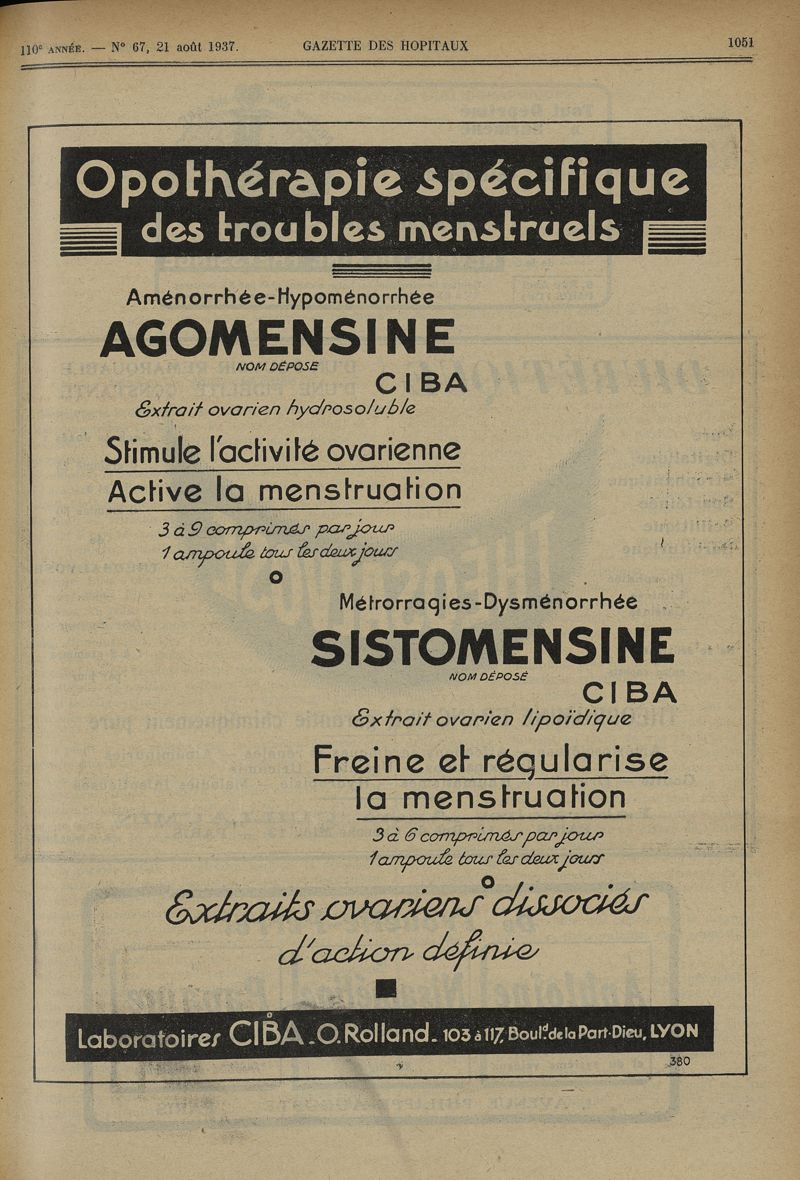 110e ANNÉE. — N° 67, 21 août 1937. GAZETTE DES HOPITAUX 1051
Opothérapie spécifique
des troubles menstruels
Aménorrhée-Hypoménorrhée
AGOMENSINE
NOM DÉPOSE
CIBA
Extrait ovarien hydrosoluble
Stimule l'activité ovarienne
Active la menstruation
3 à 9 comprimés par jour
1 ampoule tous les deux jours
Métrorragies-Dysménorrhée
SISTOMENSINE
NOM DÉPOSÉ
CIBA
Extrait ovarien lipoïdique
Freine et régularise
la menstruation
3 à 6 comprimés par jour
1 ampoule tous les deux jours
Extraits ovariens dissociés
d'action définie
Laboratoires CIBA_O. Rolland_ 103 à 117, Boul.d de la Part-Dieu, LYON
380